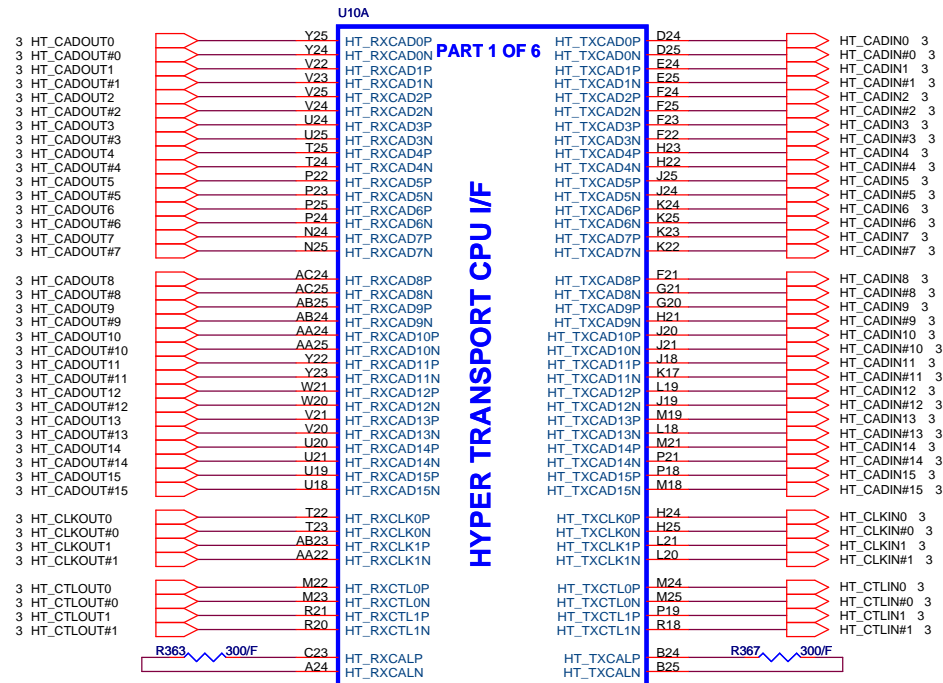 U10A
PART 1 OF 6
HYPER TRANSPORT CPU I/F
3 HT_CADOUT0 Y25 HT_RXCAD0P HT_TXCAD0P D24 HT_CADIN0 3
3 HT_CADOUT#0 Y24 HT_RXCAD0N HT_TXCAD0N D25 HT_CADIN#0 3
3 HT_CADOUT1 V22 HT_RXCAD1P HT_TXCAD1P E24 HT_CADIN1 3
3 HT_CADOUT#1 V23 HT_RXCAD1N HT_TXCAD1N E25 HT_CADIN#1 3
3 HT_CADOUT2 V25 HT_RXCAD2P HT_TXCAD2P F24 HT_CADIN2 3
3 HT_CADOUT#2 V24 HT_RXCAD2N HT_TXCAD2N F25 HT_CADIN#2 3
3 HT_CADOUT3 U24 HT_RXCAD3P HT_TXCAD3P F23 HT_CADIN3 3
3 HT_CADOUT#3 U25 HT_RXCAD3N HT_TXCAD3N F22 HT_CADIN#3 3
3 HT_CADOUT4 T25 HT_RXCAD4P HT_TXCAD4P H23 HT_CADIN4 3
3 HT_CADOUT#4 T24 HT_RXCAD4N HT_TXCAD4N H22 HT_CADIN#4 3
3 HT_CADOUT5 P22 HT_RXCAD5P HT_TXCAD5P J25 HT_CADIN5 3
3 HT_CADOUT#5 P23 HT_RXCAD5N HT_TXCAD5N J24 HT_CADIN#5 3
3 HT_CADOUT6 P25 HT_RXCAD6P HT_TXCAD6P K24 HT_CADIN6 3
3 HT_CADOUT#6 P24 HT_RXCAD6N HT_TXCAD6N K25 HT_CADIN#6 3
3 HT_CADOUT7 N24 HT_RXCAD7P HT_TXCAD7P K23 HT_CADIN7 3
3 HT_CADOUT#7 N25 HT_RXCAD7N HT_TXCAD7N K22 HT_CADIN#7 3
3 HT_CADOUT8 AC24 HT_RXCAD8P HT_TXCAD8P F21 HT_CADIN8 3
3 HT_CADOUT#8 AC25 HT_RXCAD8N HT_TXCAD8N G21 HT_CADIN#8 3
3 HT_CADOUT9 AB25 HT_RXCAD9P HT_TXCAD9P G20 HT_CADIN9 3
3 HT_CADOUT#9 AB24 HT_RXCAD9N HT_TXCAD9N H21 HT_CADIN#9 3
3 HT_CADOUT10 AA24 HT_RXCAD10P HT_TXCAD10P J20 HT_CADIN10 3
3 HT_CADOUT#10 AA25 HT_RXCAD10N HT_TXCAD10N J21 HT_CADIN#10 3
3 HT_CADOUT11 Y22 HT_RXCAD11P HT_TXCAD11P J18 HT_CADIN11 3
3 HT_CADOUT#11 Y23 HT_RXCAD11N HT_TXCAD11N K17 HT_CADIN#11 3
3 HT_CADOUT12 W21 HT_RXCAD12P HT_TXCAD12P L19 HT_CADIN12 3
3 HT_CADOUT#12 W20 HT_RXCAD12N HT_TXCAD12N J19 HT_CADIN#12 3
3 HT_CADOUT13 V21 HT_RXCAD13P HT_TXCAD13P M19 HT_CADIN13 3
3 HT_CADOUT#13 V20 HT_RXCAD13N HT_TXCAD13N L18 HT_CADIN#13 3
3 HT_CADOUT14 U20 HT_RXCAD14P HT_TXCAD14P M21 HT_CADIN14 3
3 HT_CADOUT#14 U21 HT_RXCAD14N HT_TXCAD14N P21 HT_CADIN#14 3
3 HT_CADOUT15 U19 HT_RXCAD15P HT_TXCAD15P P18 HT_CADIN15 3
3 HT_CADOUT#15 U18 HT_RXCAD15N HT_TXCAD15N M18 HT_CADIN#15 3
3 HT_CLKOUT0 T22 HT_RXCLK0P HT_TXCLK0P H24 HT_CLKIN0 3
3 HT_CLKOUT#0 T23 HT_RXCLK0N HT_TXCLK0N H25 HT_CLKIN#0 3
3 HT_CLKOUT1 AB23 HT_RXCLK1P HT_TXCLK1P L21 HT_CLKIN1 3
3 HT_CLKOUT#1 AA22 HT_RXCLK1N HT_TXCLK1N L20 HT_CLKIN#1 3
3 HT_CTLOUT0 M22 HT_RXCTL0P HT_TXCTL0P M24 HT_CTLIN0 3
3 HT_CTLOUT#0 M23 HT_RXCTL0N HT_TXCTL0N M25 HT_CTLIN#0 3
3 HT_CTLOUT1 R21 HT_RXCTL1P HT_TXCTL1P P19 HT_CTLIN1 3
3 HT_CTLOUT#1 R20 HT_RXCTL1N HT_TXCTL1N R18 HT_CTLIN#1 3
R363 300/F C23 HT_RXCALP HT_TXCALP B24 R367 300/F
A24 HT_RXCALN HT_TXCALN B25